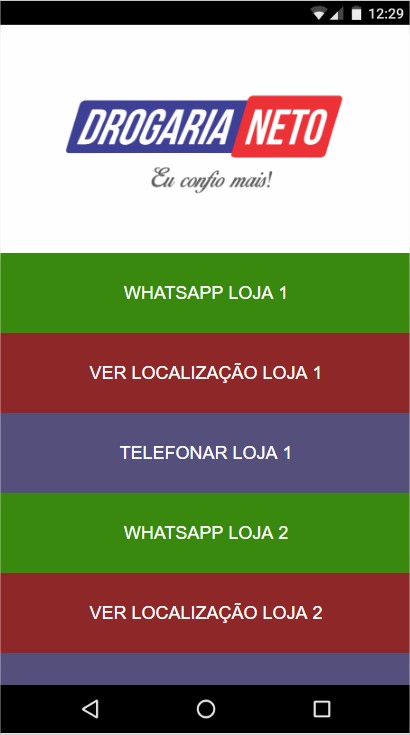 12:29
DROGARIA NETO
Eu confio mais!
WHATSAPP LOJA 1
VER LOCALIZAÇÃO LOJA 1
TELEFONAR LOJA 1
WHATSAPP LOJA 2
VER LOCALIZAÇÃO LOJA 2